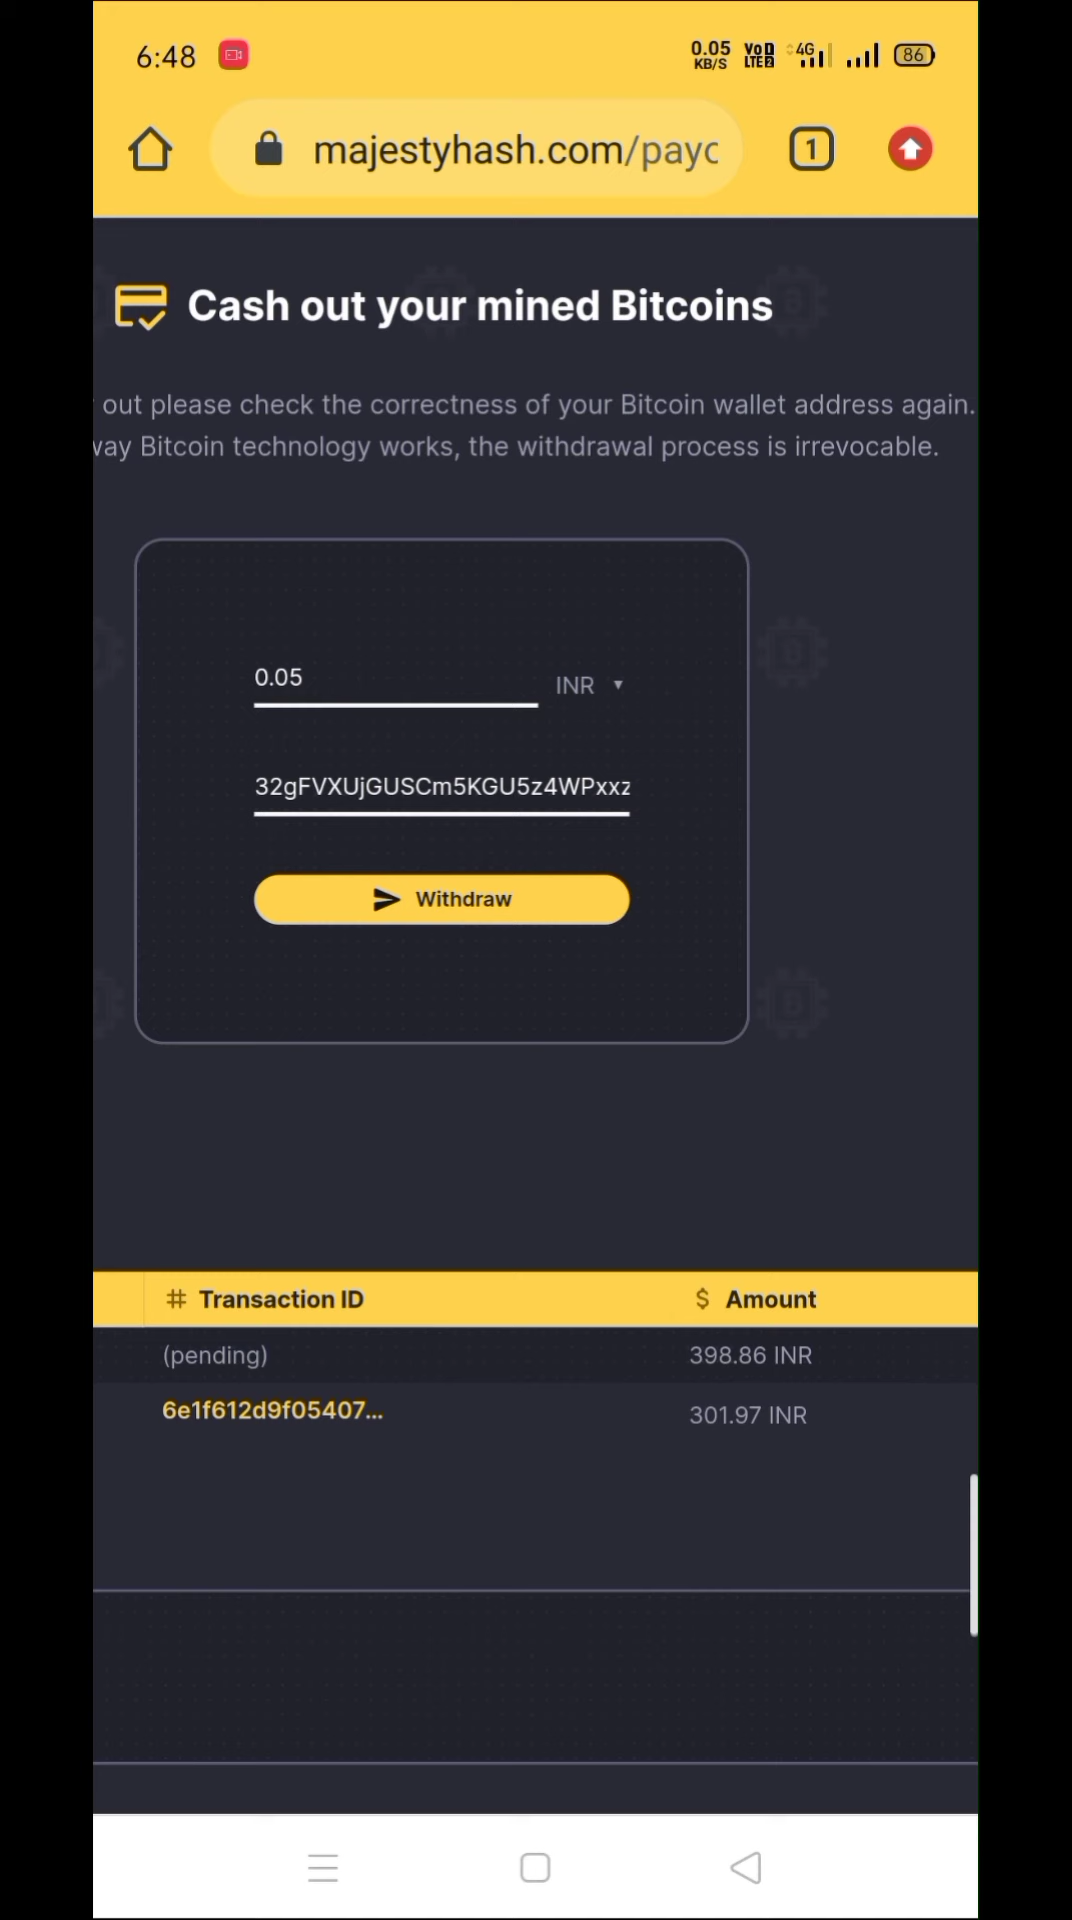 6:48
0.05 KB/S VoD LTE2 4G 86
majestyhash.com/payo
1
Cash out your mined Bitcoins
out please check the correctness of your Bitcoin wallet address again.
way Bitcoin technology works, the withdrawal process is irrevocable.
0.05 INR
32gFVXUjGUSCm5KGU5z4WPxxz
Withdraw
# Transaction ID $ Amount
(pending) 398.86 INR
6e1f612d9f05407... 301.97 INR